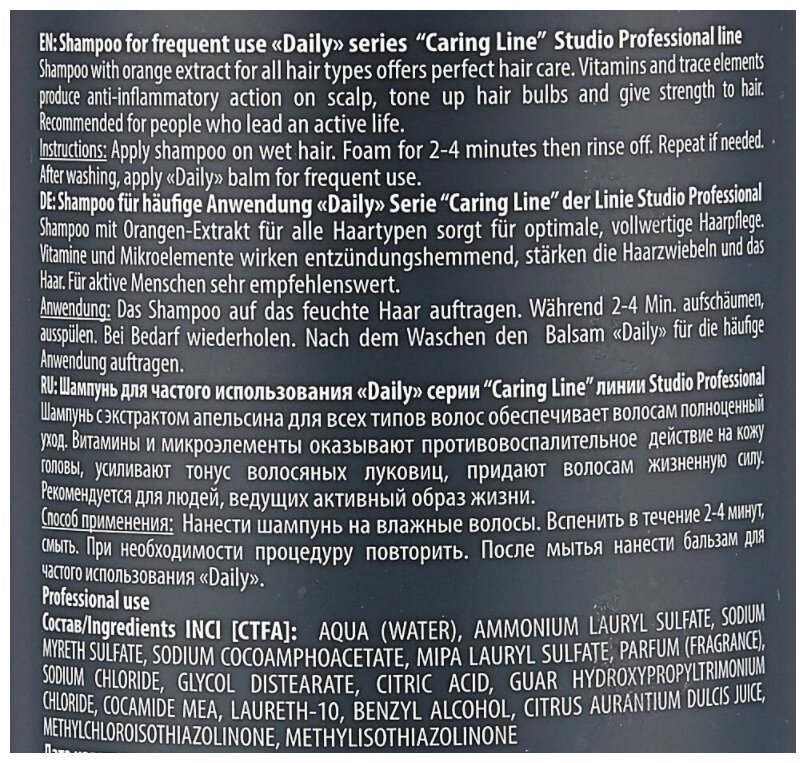 EN: Shampoo for frequent use «Daily» series “Caring Line” Studio Professional line
Shampoo with orange extract for all hair types offers perfect hair care. Vitamins and trace elements
produce anti-inflammatory action on scalp, tone up hair bulbs and give strength to hair.
Recommended for people who lead an active life.
Instructions: Apply shampoo on wet hair. Foam for 2-4 minutes then rinse off. Repeat if needed.
After washing, apply «Daily» balm for frequent use.
DE: Shampoo für häufige Anwendung «Daily» Serie “Caring Line” der Linie Studio Professional
Shampoo mit Orangen-Extrakt für alle Haartypen sorgt für optimale, vollwertige Haarpflege.
Vitamine und Mikroelemente wirken entzündungshemmend, stärken die Haarzwiebeln und das
Haar. Für aktive Menschen sehr empfehlenswert.
Anwendung: Das Shampoo auf das feuchte Haar auftragen. Während 2-4 Min. aufschäumen,
ausspülen. Bei Bedarf wiederholen. Nach dem Waschen den Balsam «Daily» für die häufige
Anwendung auftragen.
RU: Шампунь для частого использования «Daily» серии “Caring Line” линии Studio Professional
Шампунь с экстрактом апельсина для всех типов волос обеспечивает волосам полноценный
уход. Витамины и микроэлементы оказывают противовоспалительное действие на кожу
головы, усиливают тонус волосяных луковиц, придают волосам жизненную силу.
Рекомендуется для людей, ведущих активный образ жизни.
Способ применения: Нанести шампунь на влажные волосы. Вспенить в течение 2-4 минут,
смыть. При необходимости процедуру повторить. После мытья нанести бальзам для
частого использования «Daily».
Professional use
Состав/Ingredients INCI [CTFA]: AQUA (WATER), AMMONIUM LAURYL SULFATE, SODIUM
MYRETH SULFATE, SODIUM COCOAMPHOACETATE, MIPA LAURYL SULFATE, PARFUM (FRAGRANCE),
SODIUM CHLORIDE, GLYCOL DISTEARATE, CITRIC ACID, GUAR HYDROXYPROPYLTRIMONIUM
CHLORIDE, COCAMIDE MEA, LAURETH-10, BENZYL ALCOHOL, CITRUS AURANTIUM DULCIS JUICE,
METHYLCHLOROISOTHIAZOLINONE, METHYLISOTHIAZOLINONE